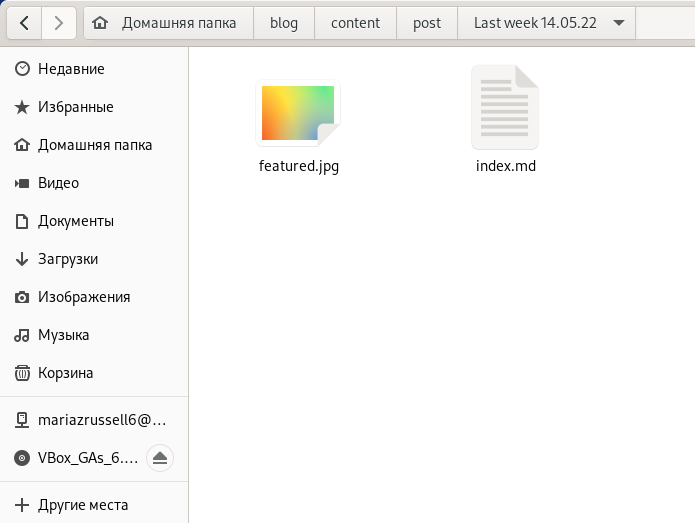 Домашняя папка blog content post Last week 14.05.22
Недавние
Избранные
Домашняя папка
Видео
Документы
Загрузки
Изображения
Музыка
Корзина
mariazrussell6@...
VBox_GAs_6....
Другие места
featured.jpg
index.md